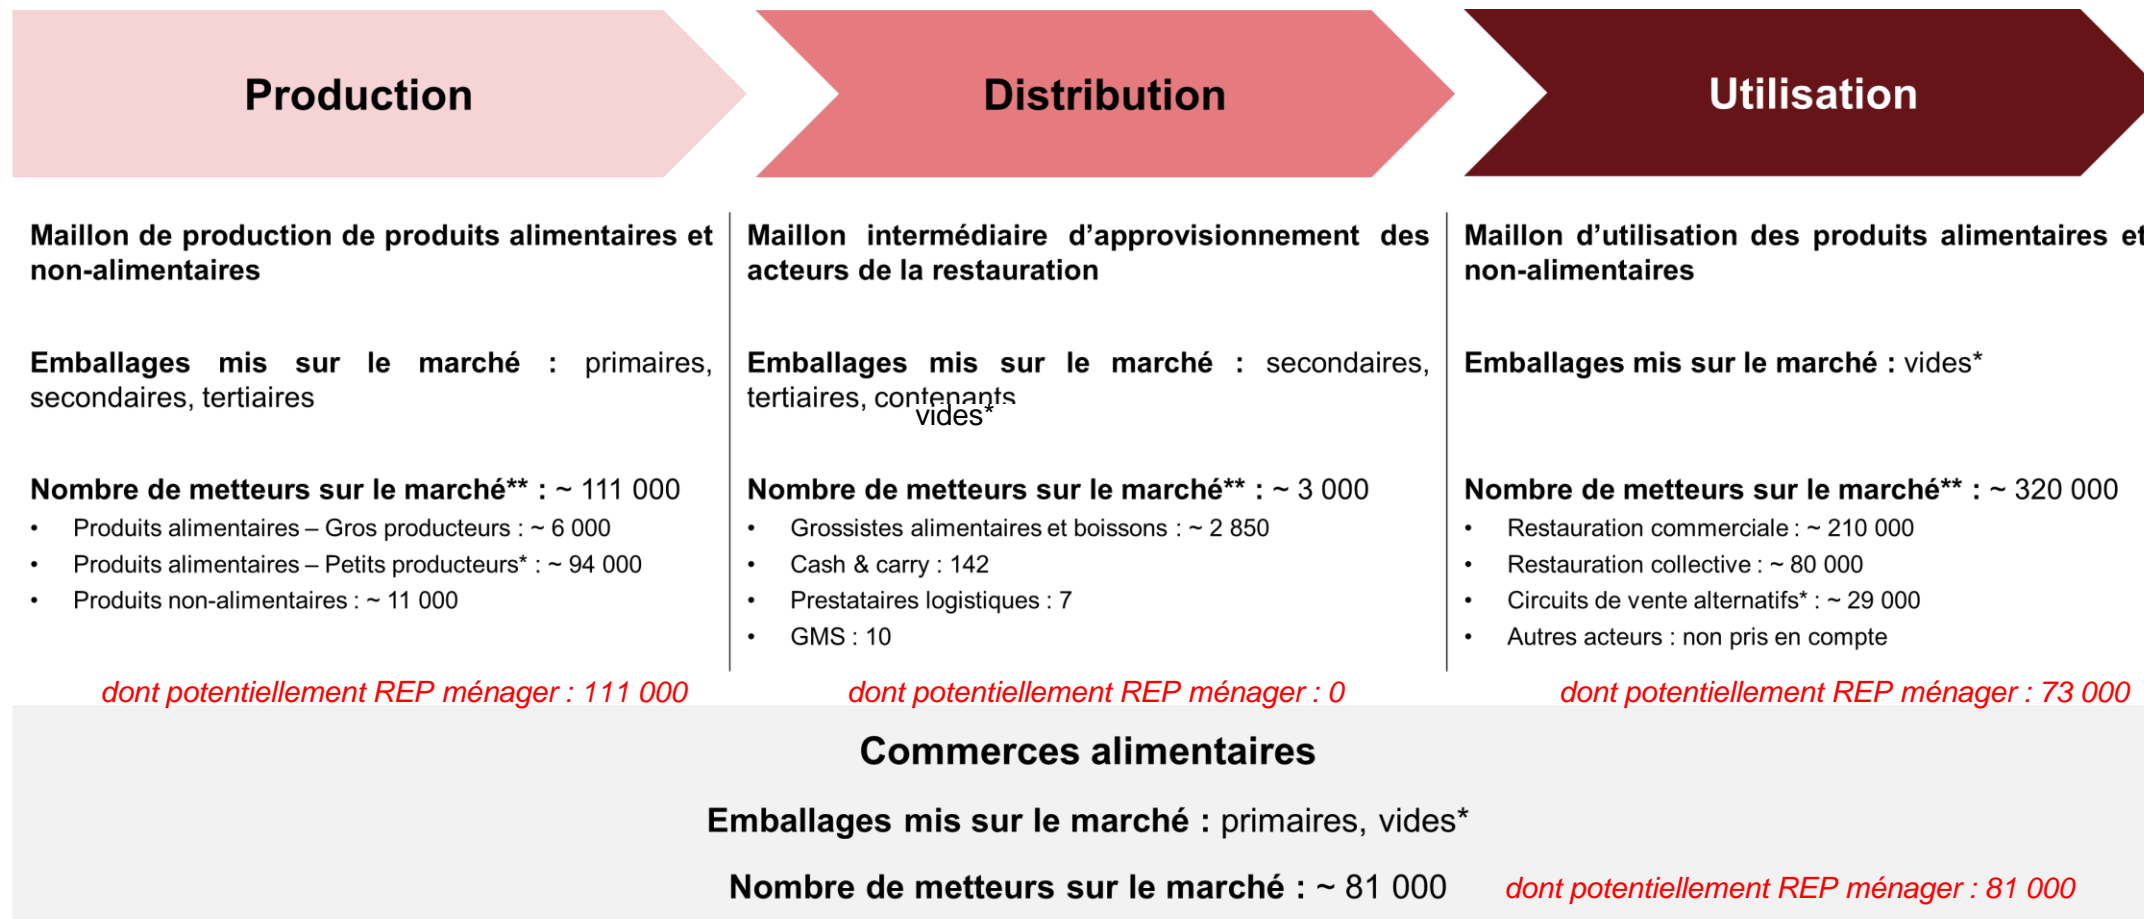 Production
Distribution
Utilisation
Maillon de production de produits alimentaires et
non-alimentaires
Emballages mis sur le marché : primaires,
secondaires, tertiaires
Nombre de metteurs sur le marché** : ~ 111 000
• Produits alimentaires – Gros producteurs : ~ 6 000
• Produits alimentaires – Petits producteurs* : ~ 94 000
• Produits non-alimentaires : ~ 11 000
dont potentiellement REP ménager : 111 000
Maillon intermédiaire d’approvisionnement des
acteurs de la restauration
Emballages mis sur le marché : secondaires,
tertiaires, contenants
vides*
Nombre de metteurs sur le marché** : ~ 3 000
• Grossistes alimentaires et boissons : ~ 2 850
• Cash & carry : 142
• Prestataires logistiques : 7
• GMS : 10
dont potentiellement REP ménager : 0
Maillon d’utilisation des produits alimentaires et
non-alimentaires
Emballages mis sur le marché : vides*
Nombre de metteurs sur le marché** : ~ 320 000
• Restauration commerciale : ~ 210 000
• Restauration collective : ~ 80 000
• Circuits de vente alternatifs* : ~ 29 000
• Autres acteurs : non pris en compte
dont potentiellement REP ménager : 73 000
Commerces alimentaires
Emballages mis sur le marché : primaires, vides*
Nombre de metteurs sur le marché : ~ 81 000
dont potentiellement REP ménager : 81 000